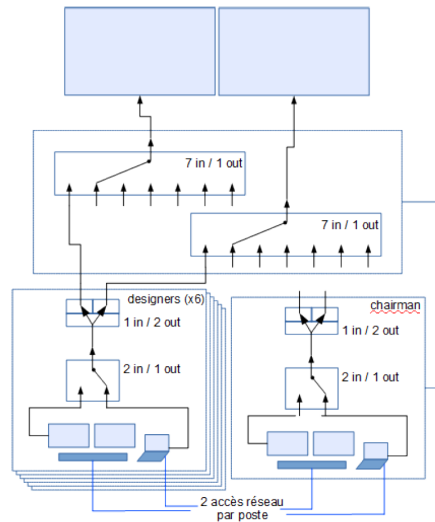 7 in / 1 out
7 in / 1 out
designers (x6)
1 in / 2 out
2 in / 1 out
chairman
1 in / 2 out
2 in / 1 out
2 accès réseau
par poste